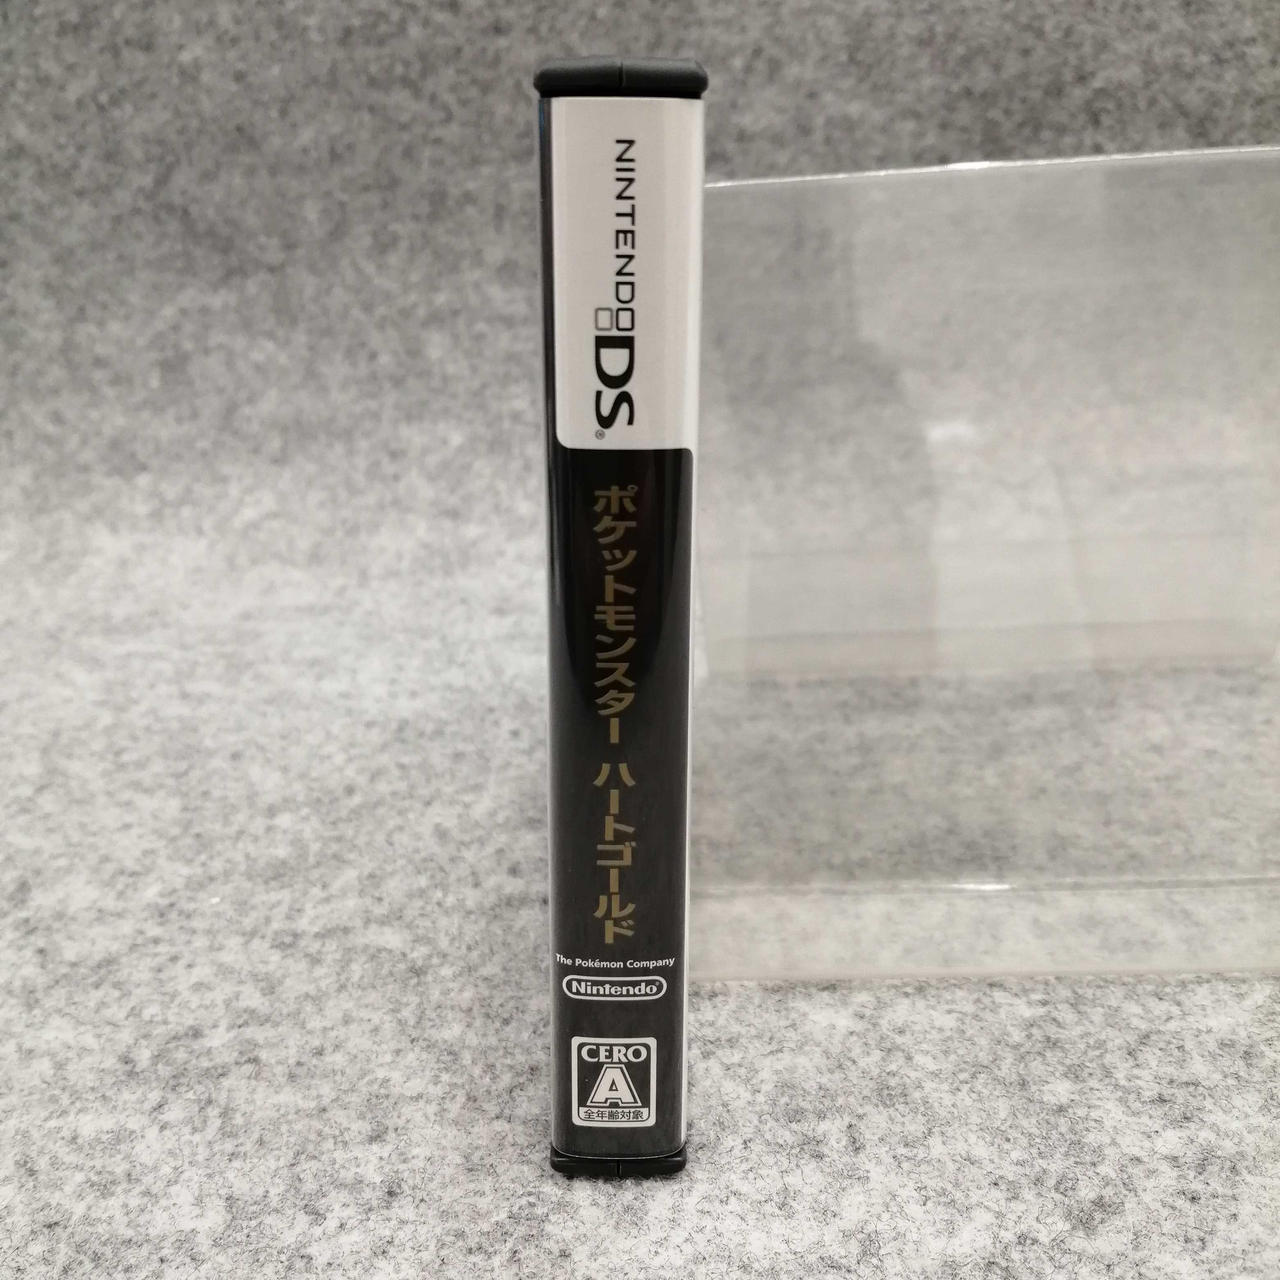 NINTENDO
DS®
ポケットモンスター ハートゴールド
The Pokémon Company
Nintendo®
CERO
A
全年齢対象